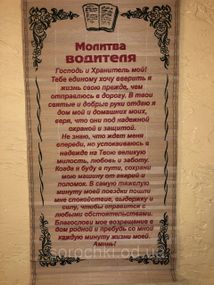 Молитва
ВОДИТЕЛЯ
Господь и Хранитель мой!
Тебе единому хочу вверить я
жизнь свою прежде, чем
отправлюсь в дорогу. В твои
святые и добрые руки отдаю я
дом мой и домашних моих,
веря, что они под надежной
охраной и защитой.
Не знаю, что ждет меня
впереди, но успокаиваюсь в
надежде на Твою великую
милость, любовь и заботу.
Когда я буду в пути, сохрани
мою машину от аварий и
поломок. В самую тяжелую
минуту моей поездки пошли
мне спокойствие, выдержку и
силу, чтобы справится с
любыми обстоятельствами.
Благослови мое возвращение в
дом родной и пребудь со мной
каждую минуту жизни моей.
Аминь!